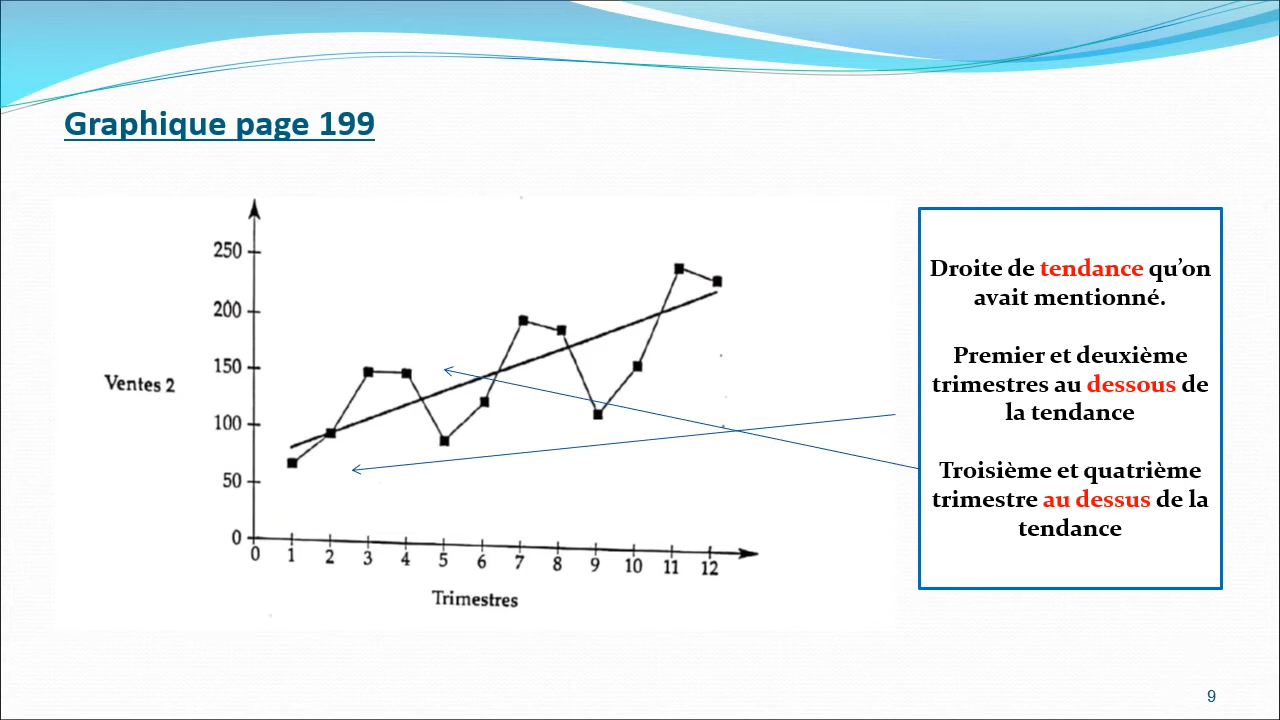 Graphique page 199
250
200
150
100
50
0
Ventes 2
0 1 2 3 4 5 6 7 8 9 10 11 12
Trimestres
Droite de tendance qu’on
avait mentionné.
Premier et deuxième
trimestres au dessous de
la tendance
Troisième et quatrième
trimestre au dessus de la
tendance
9